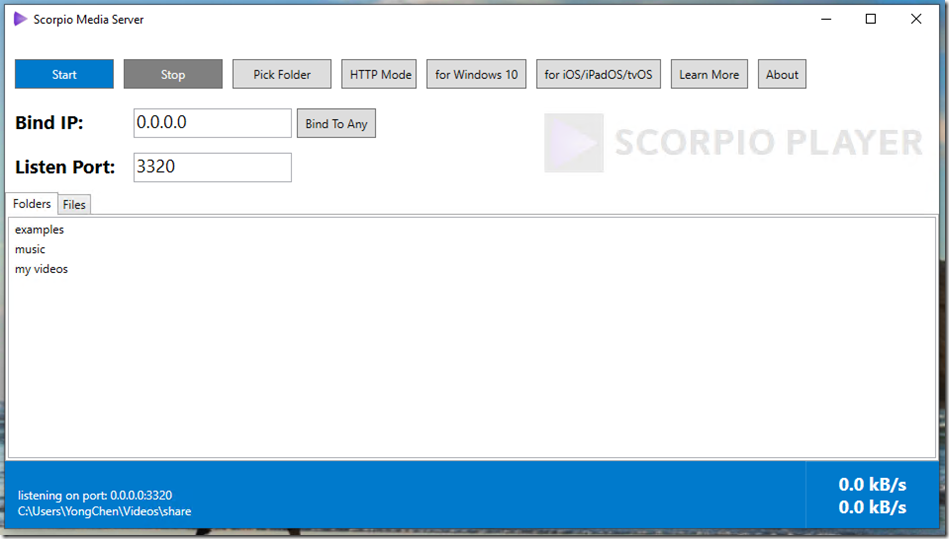 Scorpio Media Server
Start Stop Pick Folder HTTP Mode for Windows 10 for iOS/iPadOS/tvOS Learn More About
Bind IP: 0.0.0.0 Bind To Any
SCORPIO PLAYER
Listen Port: 3320
Folders Files
examples
music
my videos
listening on port: 0.0.0.0:3320
C:\Users\YongChen\Videos\share
0.0 kB/s
0.0 kB/s